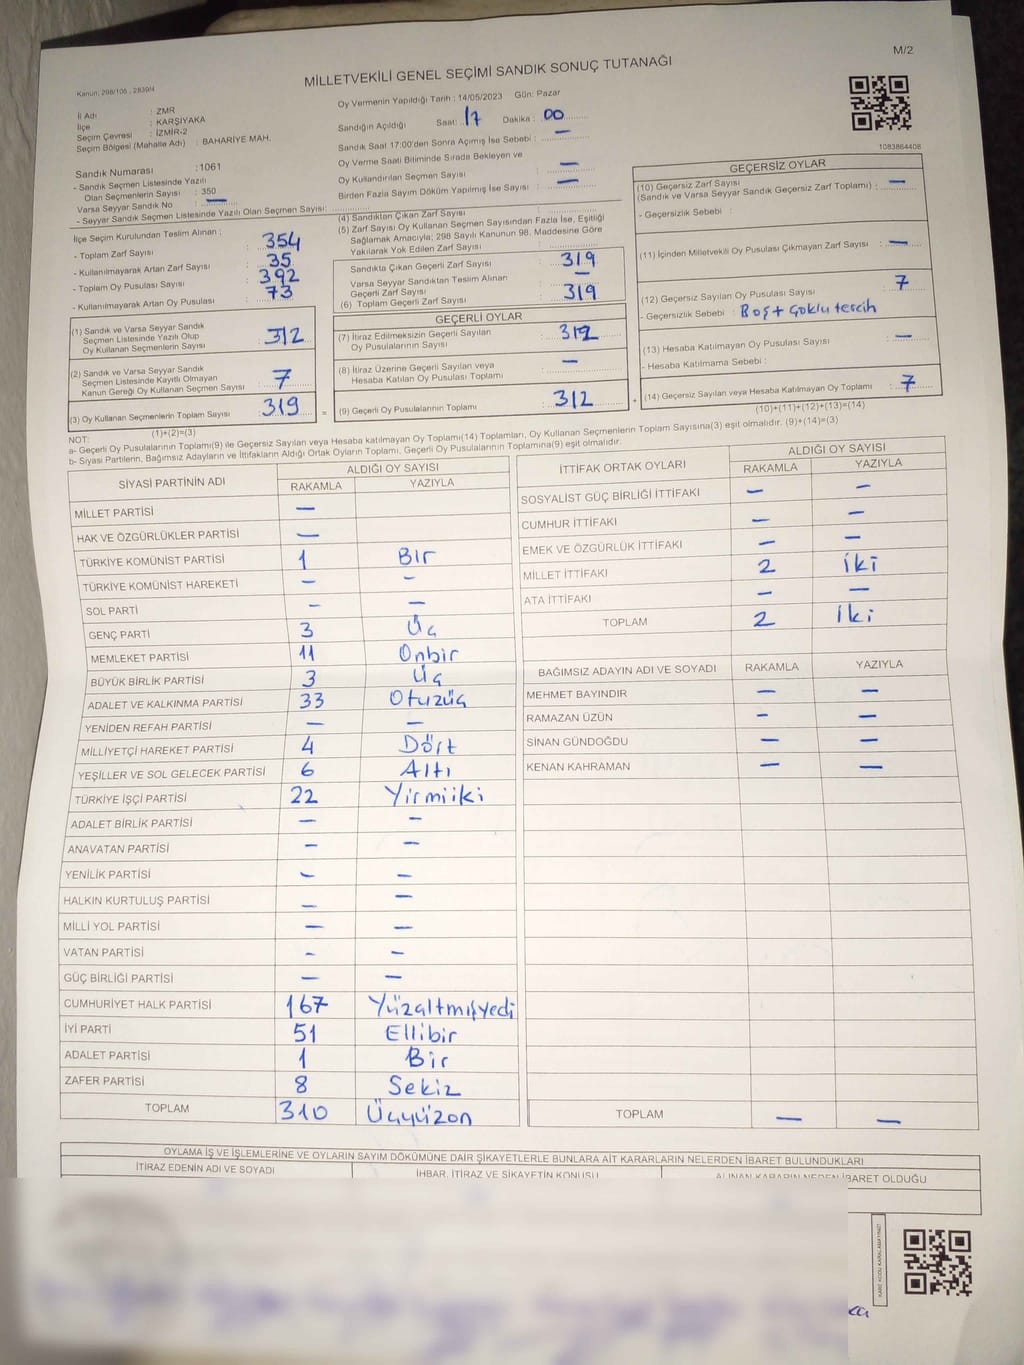 M/2
MİLLETVEKİLİ GENEL SEÇİMİ SANDIK SONUÇ TUTANAĞI
Kanun: 298/105 , 2839/4
İl Adı : ZMR
İlçe : KARŞIYAKA
Seçim Çevresi : İZMİR-2
Seçim Bölgesi (Mahalle Adı) : BAHARİYE MAH.
Oy Vermenin Yapıldığı Tarih : 14/05/2023 Gün: Pazar
Sandığın Açıldığı Saat: 17 Dakika : 00
Sandık Saat 17:00'den Sonra Açımış İse Sebebi : —
Oy Verme Saati Bitiminde Sırada Bekleyen ve
Oy Kullandırılan Seçmen Sayısı —
Birden Fazla Sayım Döküm Yapılmış İse Sayısı : —
1083864408
Sandık Numarası : 1061
- Sandık Seçmen Listesinde Yazılı
Olan Seçmenlerin Sayısı : 350
Varsa Seyyar Sandık No : —
- Seyyar Sandık Seçmen Listesinde Yazılı Olan Seçmen Sayısı:
İlçe Seçim Kurulundan Teslim Alınan :
- Toplam Zarf Sayısı : 354
- Kullanılmayarak Artan Zarf Sayısı : 35
- Toplam Oy Pusulası Sayısı : 392
- Kullanılmayarak Artan Oy Pusulası : 73
(1) Sandık ve Varsa Seyyar Sandık
Seçmen Listesinde Yazılı Olup
Oy Kullanan Seçmenlerin Sayısı : 312
(2) Sandık ve Varsa Seyyar Sandık
Seçmen Listesinde Kayıtlı Olmayan
Kanun Gereği Oy Kullanan Seçmen Sayısı : 7
(3) Oy Kullanan Seçmenlerin Toplam Sayısı : 319 =
(1)+(2)=(3)
(4) Sandıktan Çıkan Zarf Sayısı :
(5) Zarf Sayısı Oy Kullanan Seçmen Sayısından Fazla İse, Eşitliği
Sağlamak Amacıyla; 298 Sayılı Kanunun 98. Maddesine Göre
Yakılarak Yok Edilen Zarf Sayısı :
Sandıkta Çıkan Geçerli Zarf Sayısı : 319
Varsa Seyyar Sandıktan Teslim Alınan
Geçerli Zarf Sayısı : —
(6) Toplam Geçerli Zarf Sayısı : 319
GEÇERLİ OYLAR
(7) İtiraz Edilmeksizin Geçerli Sayılan
Oy Pusulalarının Sayısı : 312
(8) İtiraz Üzerine Geçerli Sayılan veya
Hesaba Katılan Oy Pusulası Toplamı : —
(9) Geçerli Oy Pusulalarının Toplamı : 312 +
GEÇERSİZ OYLAR
(10) Geçersiz Zarf Sayısı
(Sandık ve Varsa Seyyar Sandık Geçersiz Zarf Toplamı) : —
- Geçersizlik Sebebi :
(11) İçinden Milletvekili Oy Pusulası Çıkmayan Zarf Sayısı : —
(12) Geçersiz Sayılan Oy Pusulası Sayısı : 7
- Geçersizlik Sebebi : Boş + Çoklu tercih
(13) Hesaba Katılmayan Oy Pusulası Sayısı : —
- Hesaba Katılmama Sebebi :
(14) Geçersiz Sayılan veya Hesaba Katılmayan Oy Toplamı : 7
(10)+(11)+(12)+(13)=(14)
NOT:
a- Geçerli Oy Pusulalarının Toplamı(9) ile Geçersiz Sayılan veya Hesaba katılmayan Oy Toplamı(14) Toplamları, Oy Kullanan Seçmenlerin Toplam Sayısına(3) eşit olmalıdır. (9)+(14)=(3)
b- Siyasi Partilerin, Bağımsız Adayların ve İttifakların Aldığı Ortak Oyların Toplamı, Geçerli Oy Pusulalarının Toplamına(9) eşit olmalıdır.
SİYASİ PARTİNİN ADI ALDIĞI OY SAYISI
RAKAMLA YAZIYLA
MİLLET PARTİSİ —
HAK VE ÖZGÜRLÜKLER PARTİSİ —
TÜRKİYE KOMÜNİST PARTİSİ 1 Bir
TÜRKİYE KOMÜNİST HAREKETİ — —
SOL PARTİ — —
GENÇ PARTİ 3 Üç
MEMLEKET PARTİSİ 11 Onbir
BÜYÜK BİRLİK PARTİSİ 3 Üç
ADALET VE KALKINMA PARTİSİ 33 Otuzüç
YENİDEN REFAH PARTİSİ — —
MİLLİYETÇİ HAREKET PARTİSİ 4 Dört
YEŞİLLER VE SOL GELECEK PARTİSİ 6 Altı
TÜRKİYE İŞÇİ PARTİSİ 22 Yirmiiki
ADALET BİRLİK PARTİSİ — —
ANAVATAN PARTİSİ — —
YENİLİK PARTİSİ — —
HALKIN KURTULUŞ PARTİSİ — —
MİLLİ YOL PARTİSİ — —
VATAN PARTİSİ — —
GÜÇ BİRLİĞİ PARTİSİ — —
CUMHURİYET HALK PARTİSİ 167 Yüzaltmışyedi
İYİ PARTİ 51 Ellibir
ADALET PARTİSİ 1 Bir
ZAFER PARTİSİ 8 Sekiz
TOPLAM 310 Üçyüzon
İTTİFAK ORTAK OYLARI ALDIĞI OY SAYISI
RAKAMLA YAZIYLA
SOSYALİST GÜÇ BİRLİĞİ İTTİFAKI — —
CUMHUR İTTİFAKI — —
EMEK VE ÖZGÜRLÜK İTTİFAKI — —
MİLLET İTTİFAKI 2 iki
ATA İTTİFAKI — —
TOPLAM 2 iki
BAĞIMSIZ ADAYIN ADI VE SOYADI RAKAMLA YAZIYLA
MEHMET BAYINDIR — —
RAMAZAN ÜZÜN — —
SİNAN GÜNDOĞDU — —
KENAN KAHRAMAN — —
TOPLAM — —
OYLAMA İŞ VE İŞLEMLERİNE VE OYLARIN SAYIM DÖKÜMÜNE DAİR ŞİKAYETLERLE BUNLARA AİT KARARLARIN NELERDEN İBARET BULUNDUKLARI
İTİRAZ EDENİN ADI VE SOYADI İHBAR, İTİRAZ VE ŞİKAYETİN KONUSU ALINAN KARARIN NEDEN İBARET OLDUĞU
KARE KODU KARALAMAYINIZ!